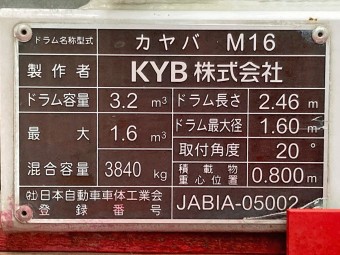 ドラム名称型式 カヤバ M16
製作者 KYB株式会社
ドラム容量 3.2 m³ ドラム長さ 2.46 m
最大 1.6 m³ ドラム最大径 1.60 m
混合容量 3840 kg 取付角度 20°
積載物重心位置 0.800 m
(社)日本自動車車体工業会
登録番号 JABIA-05002